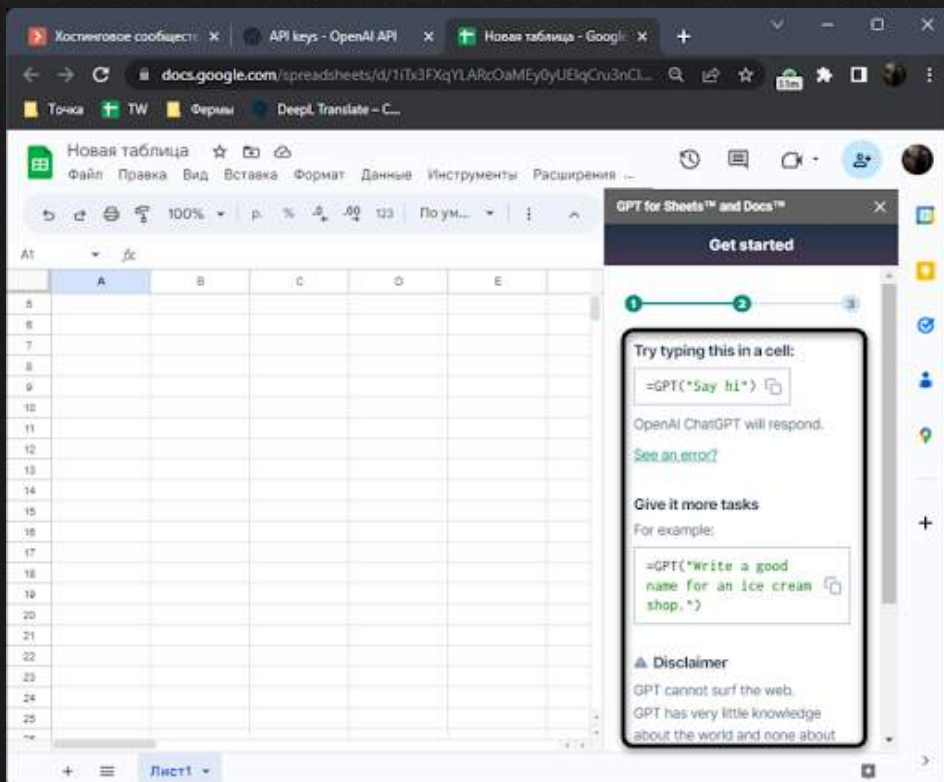 Хостинговое сообщест
API keys - OpenAI API
Новая таблица - Googl
docs.google.com/spreadsheets/d/
Точка
TW
Фермы
DeepL Translate – C...
Новая таблица
Файл Правка Вид Вставка Формат Данные Инструменты Расширения ...
100% р. % .0 .00 123 По ум...
A1 fx
A B C D E
5
6
7
8
9
10
11
12
13
14
15
16
17
18
19
20
21
22
23
24
25
Лист1
GPT for Sheets™ and Docs™
Get started
1 2 3
Try typing this in a cell:
=GPT("Say hi")
OpenAI ChatGPT will respond.
See an error?
Give it more tasks
For example:
=GPT("Write a good
name for an ice cream
shop.")
Disclaimer
GPT cannot surf the web.
GPT has very little knowledge
about the world and none about